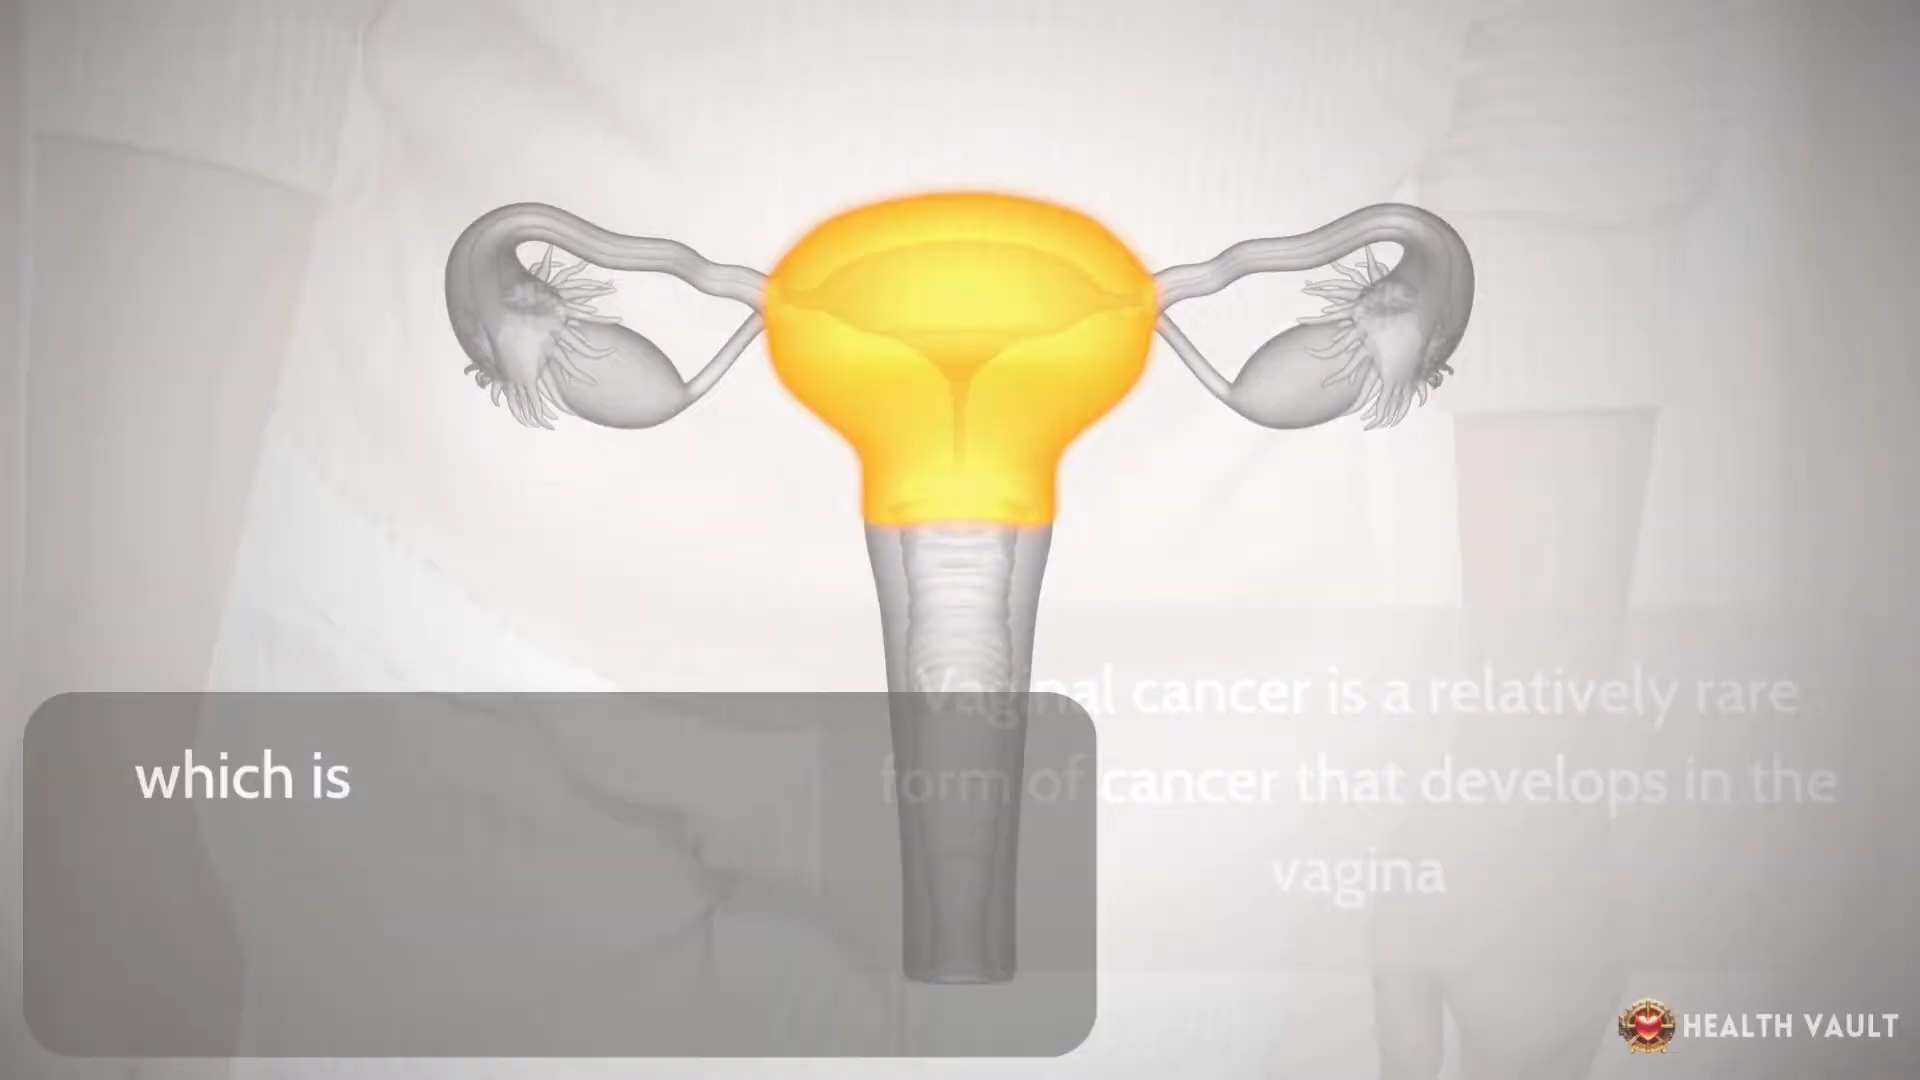 Vaginal cancer is a relatively rare
form of cancer that develops in the
vagina
which is
HEALTH VAULT